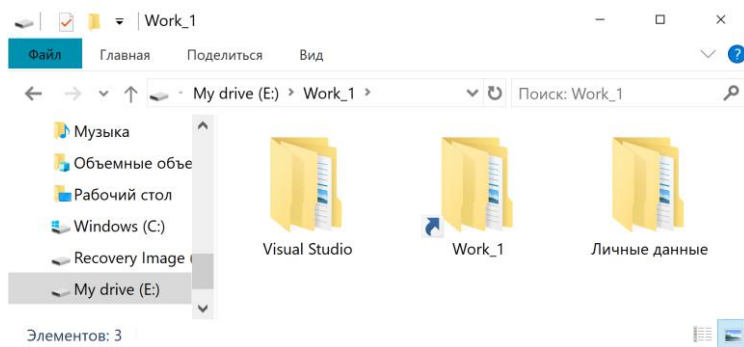 Work_1
Файл Главная Поделиться Вид
My drive (E:) Work_1 Поиск: Work_1
Музыка
Объемные объе
Рабочий стол
Windows (C:)
Recovery Image (
My drive (E:)
Visual Studio Work_1 Личные данные
Элементов: 3